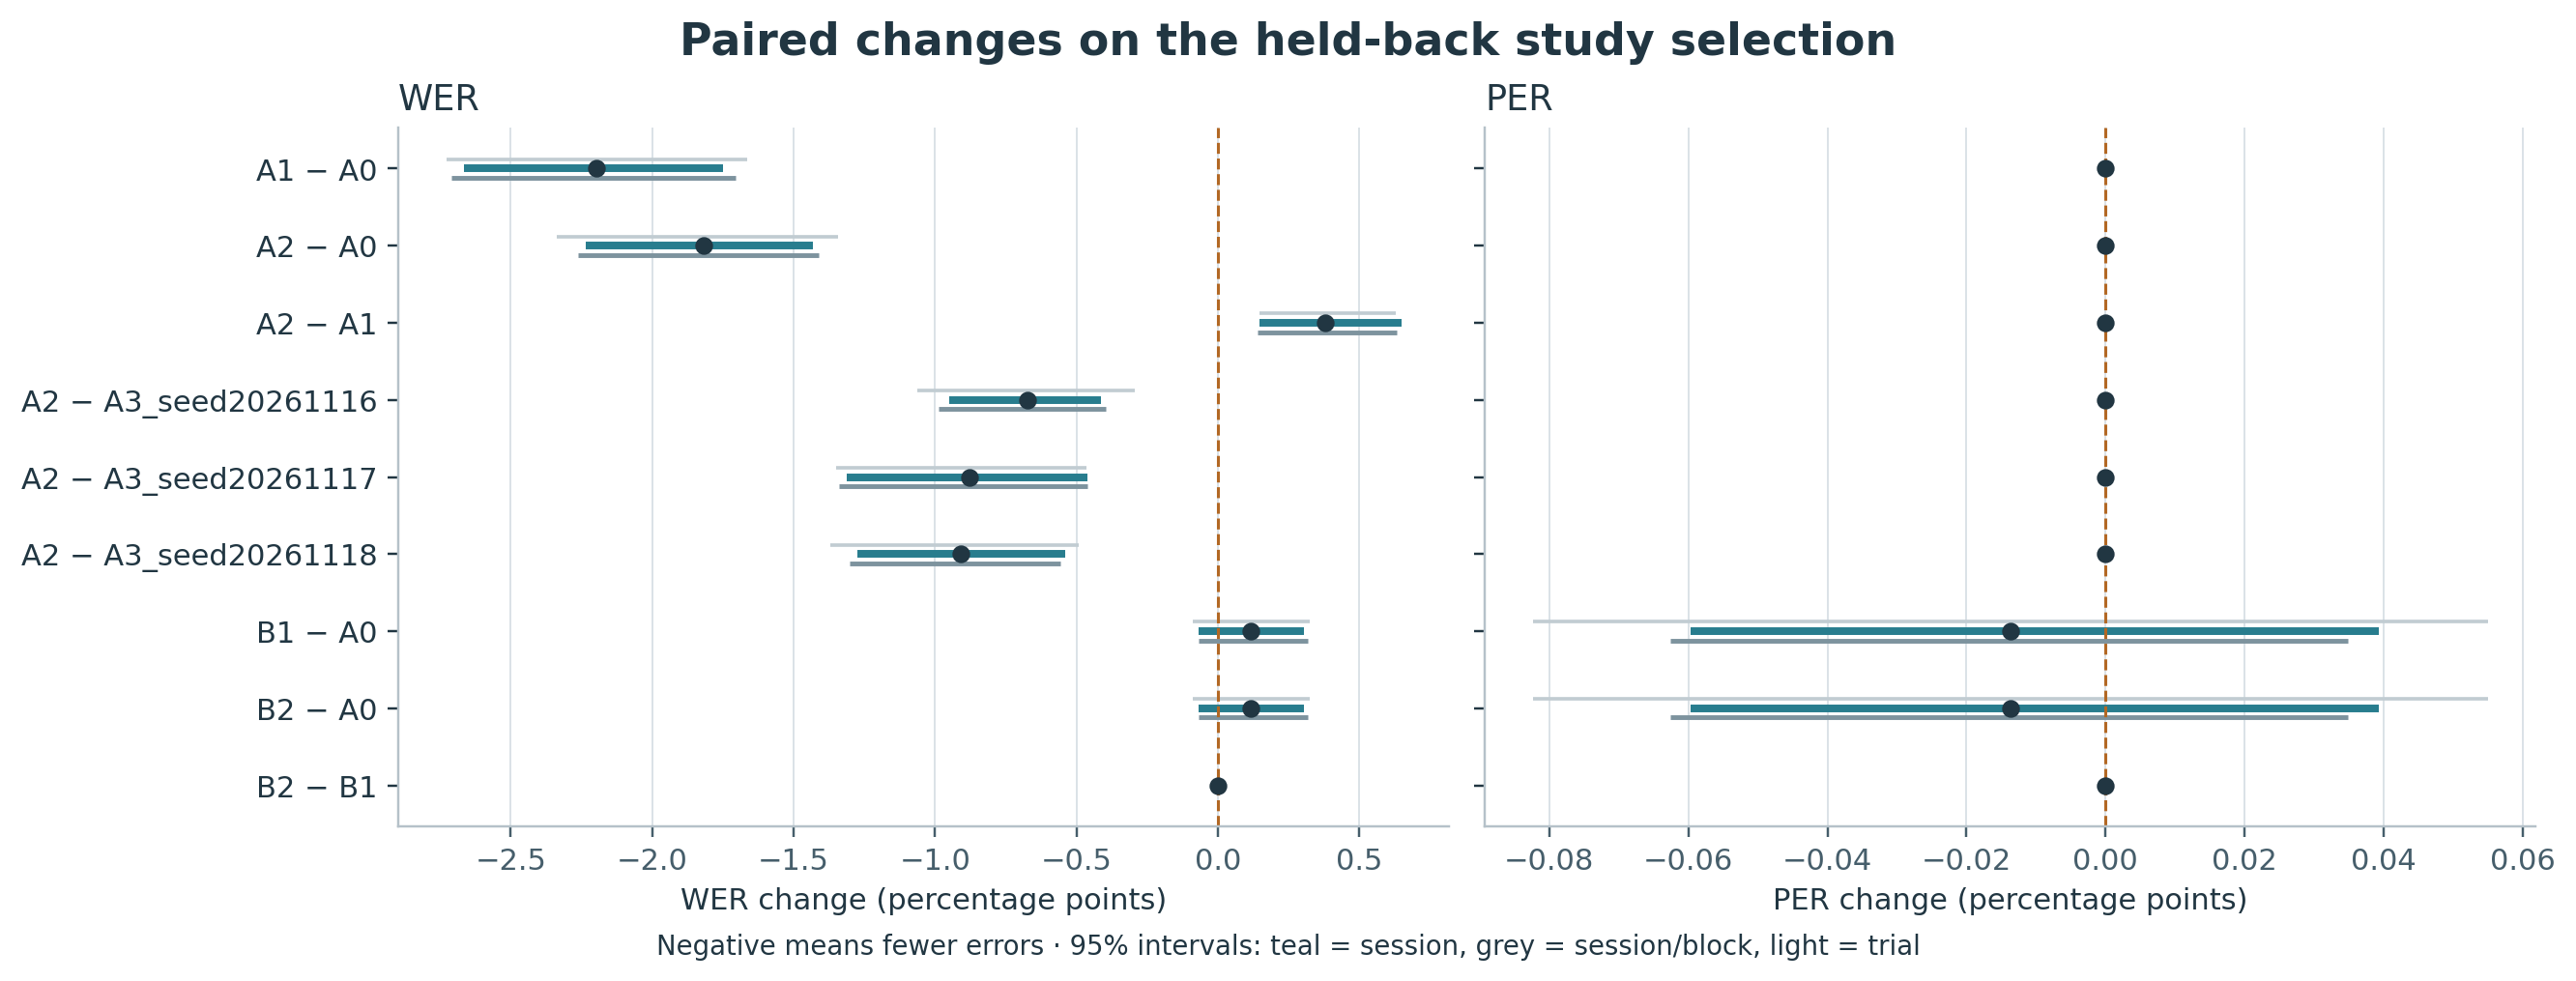 Paired changes on the held-back study selection
WER
PER
A1 − A0
A2 − A0
A2 − A1
A2 − A3_seed20261116
A2 − A3_seed20261117
A2 − A3_seed20261118
B1 − A0
B2 − A0
B2 − B1
−2.5 −2.0 −1.5 −1.0 −0.5 0.0 0.5
−0.08 −0.06 −0.04 −0.02 0.00 0.02 0.04 0.06
WER change (percentage points)
PER change (percentage points)
Negative means fewer errors · 95% intervals: teal = session, grey = session/block, light = trial